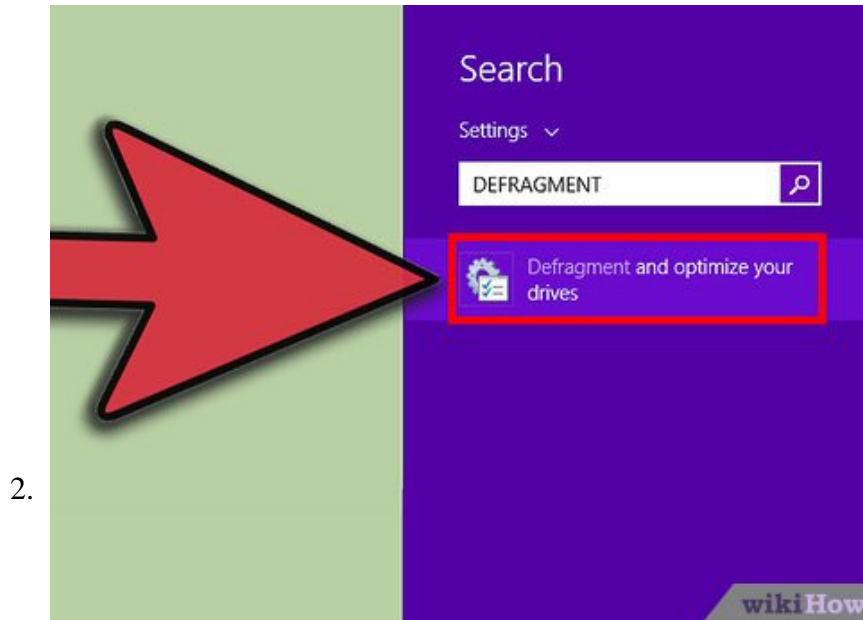 Search
Settings
DEFRAGMENT
Defragment and optimize your
drives
2.
wikiHow